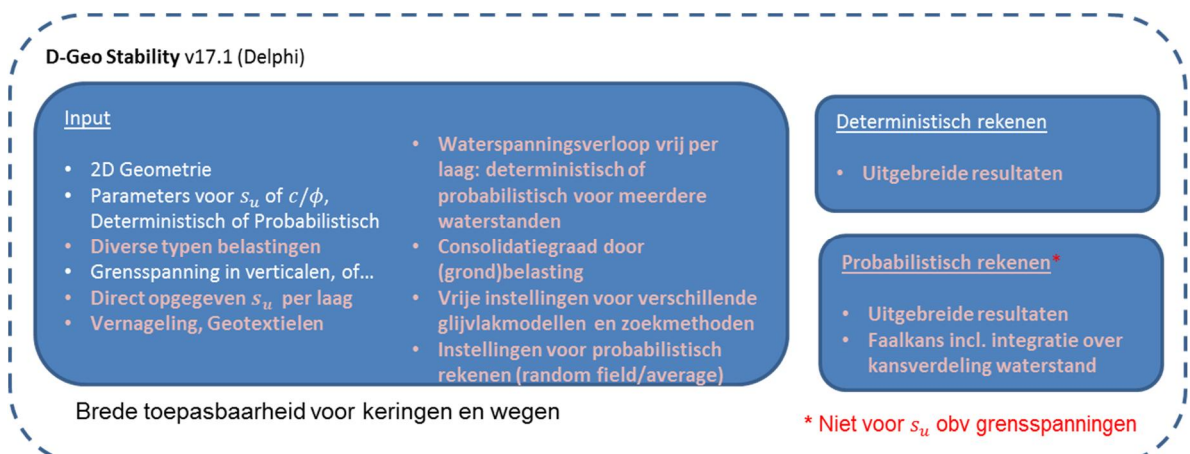 D-Geo Stability v17.1 (Delphi)
Input
• 2D Geometrie
• Parameters voor s_u of c/ϕ,
Deterministisch of Probabilistisch
• Diverse typen belastingen
• Grensspanning in verticalen, of...
• Direct opgegeven s_u per laag
• Vernageling, Geotextielen
• Waterspanningsverloop vrij per
laag: deterministisch of
probabilistisch voor meerdere
waterstanden
• Consolidatiegraad door
(grond)belasting
• Vrije instellingen voor verschillende
glijvlakmodellen en zoekmethoden
• Instellingen voor probabilistisch
rekenen (random field/average)
Deterministisch rekenen
• Uitgebreide resultaten
Probabilistisch rekenen*
• Uitgebreide resultaten
• Faalkans incl. integratie over
kansverdeling waterstand
Brede toepasbaarheid voor keringen en wegen
* Niet voor s_u obv grensspanningen